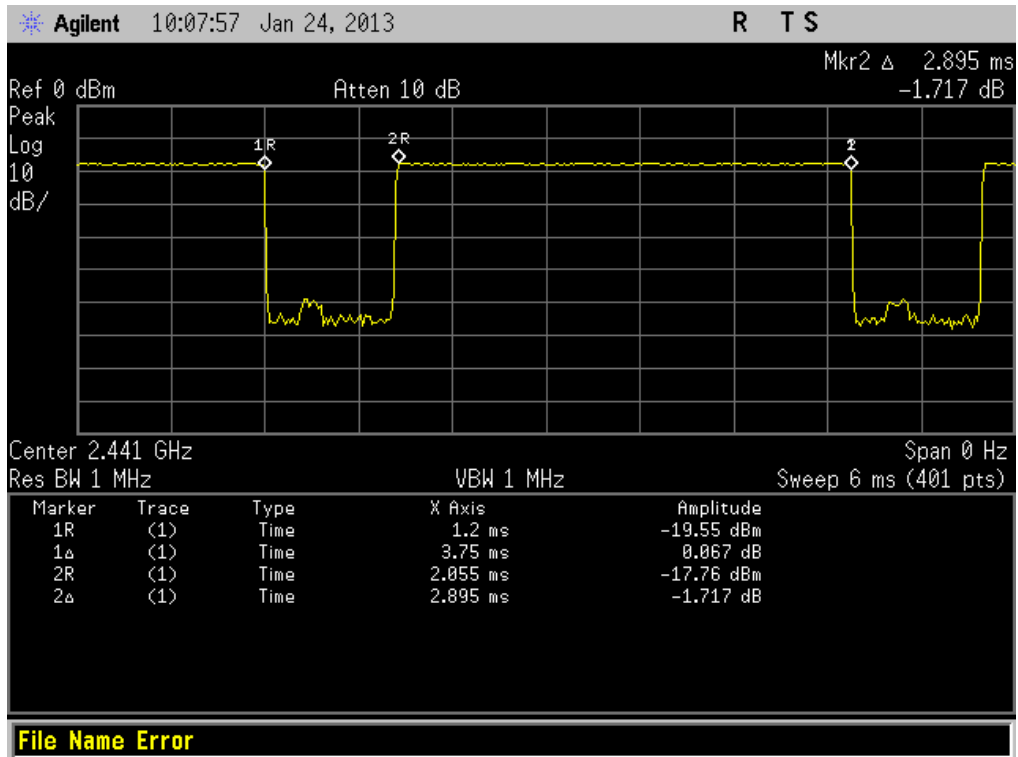 Agilent 10:07:57 Jan 24, 2013 R T S
Mkr2 Δ 2.895 ms
Ref 0 dBm Atten 10 dB -1.717 dB
Peak
Log
10
dB/
1R 2R 2
Center 2.441 GHz Span 0 Hz
Res BW 1 MHz VBW 1 MHz Sweep 6 ms (401 pts)
Marker Trace Type X Axis Amplitude
1R (1) Time 1.2 ms -19.55 dBm
1Δ (1) Time 3.75 ms 0.067 dB
2R (1) Time 2.055 ms -17.76 dBm
2Δ (1) Time 2.895 ms -1.717 dB
File Name Error